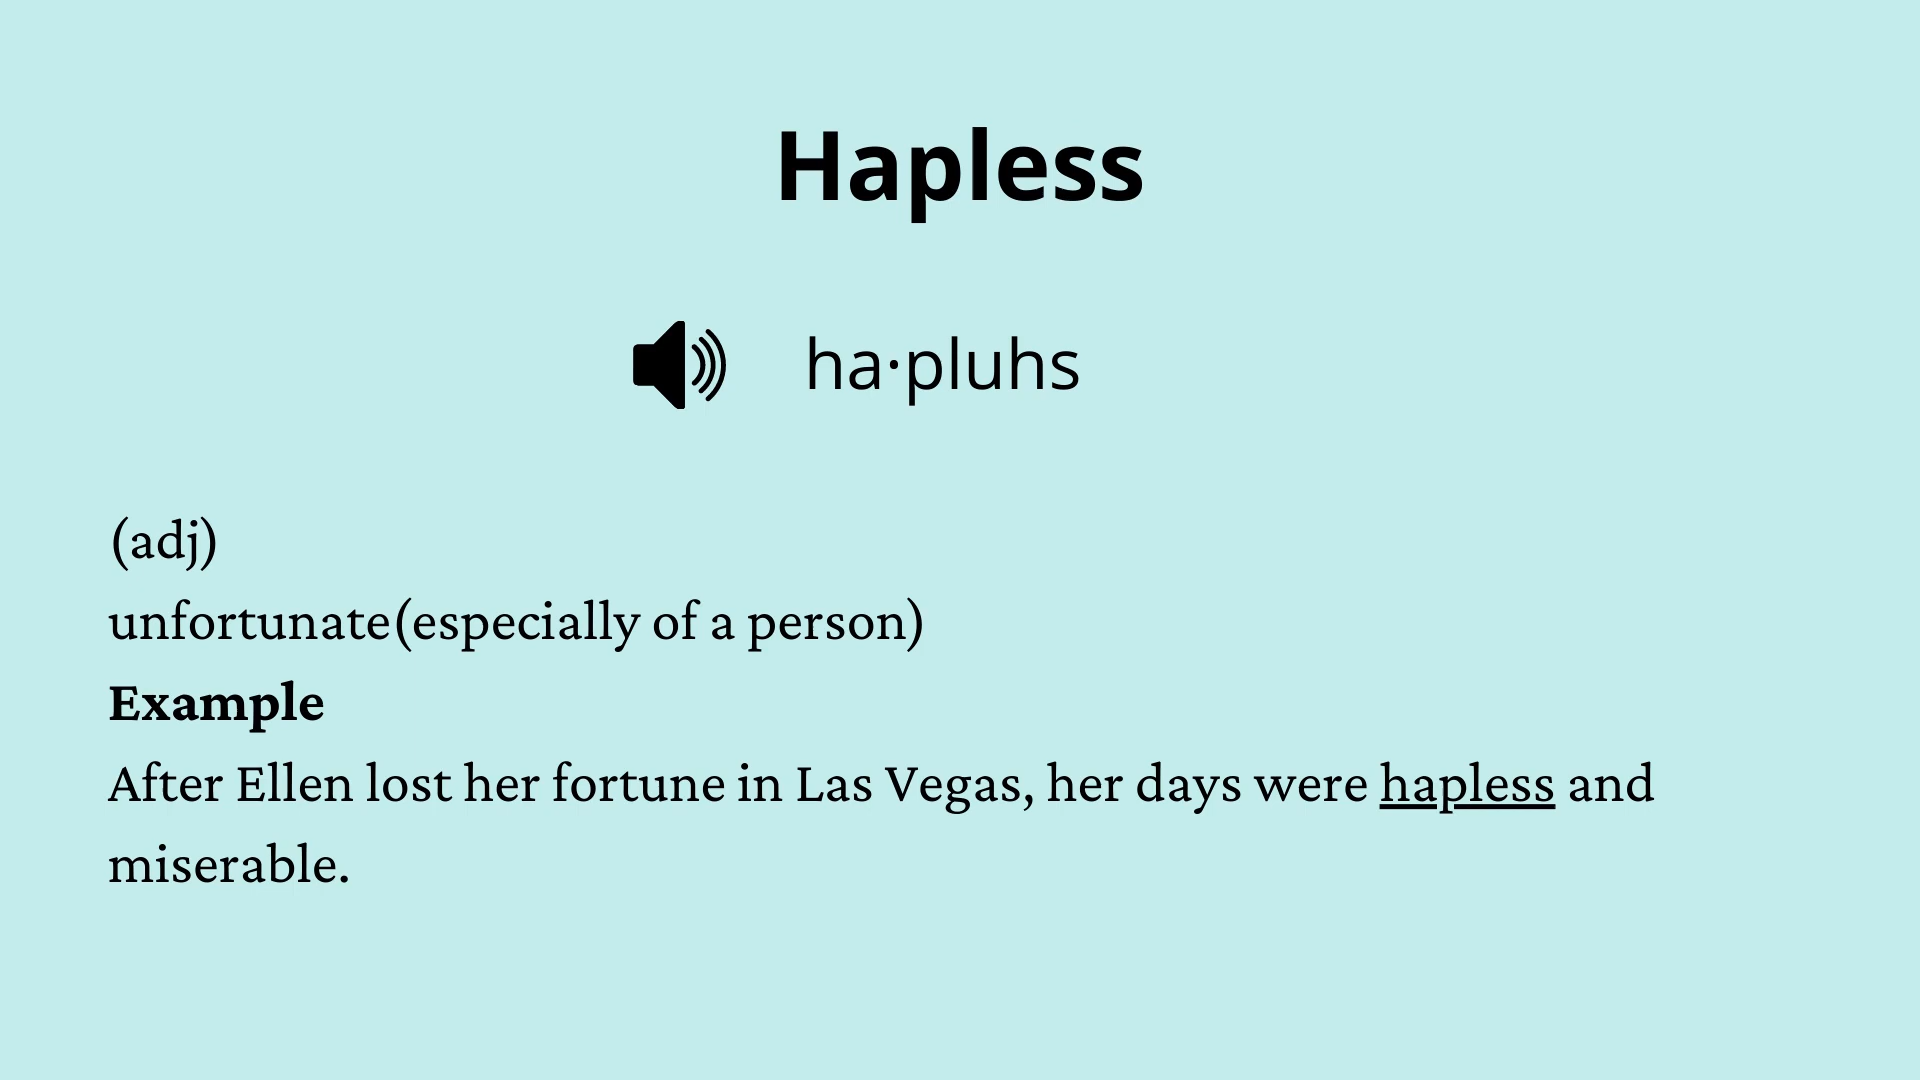 Hapless
ha·pluhs
(adj)
unfortunate(especially of a person)
Example
After Ellen lost her fortune in Las Vegas, her days were hapless and
miserable.